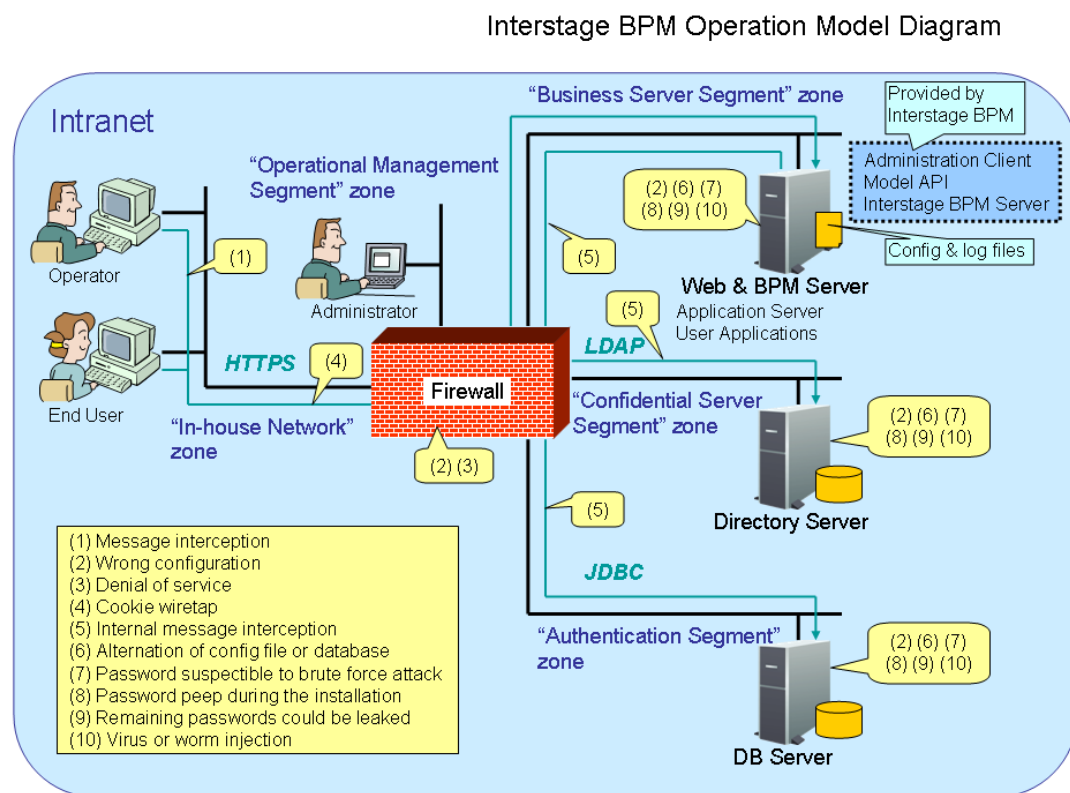 Interstage BPM Operation Model Diagram
Intranet
"Business Server Segment" zone
Provided by
Interstage BPM
"Operational Management
Segment" zone
Administration Client
Model API
Interstage BPM Server
(2) (6) (7)
(8) (9) (10)
Config & log files
(1)
Operator
(5)
Web & BPM Server
Application Server
User Applications
Administrator
(5)
LDAP
HTTPS
(4)
Firewall
End User
"In-house Network"
zone
"Confidential Server
Segment" zone
(2) (6) (7)
(8) (9) (10)
(2) (3)
(5)
Directory Server
(1) Message interception
(2) Wrong configuration
(3) Denial of service
(4) Cookie wiretap
(5) Internal message interception
(6) Alternation of config file or database
(7) Password suspectible to brute force attack
(8) Password peep during the installation
(9) Remaining passwords could be leaked
(10) Virus or worm injection
JDBC
"Authentication Segment"
zone
(2) (6) (7)
(8) (9) (10)
DB Server